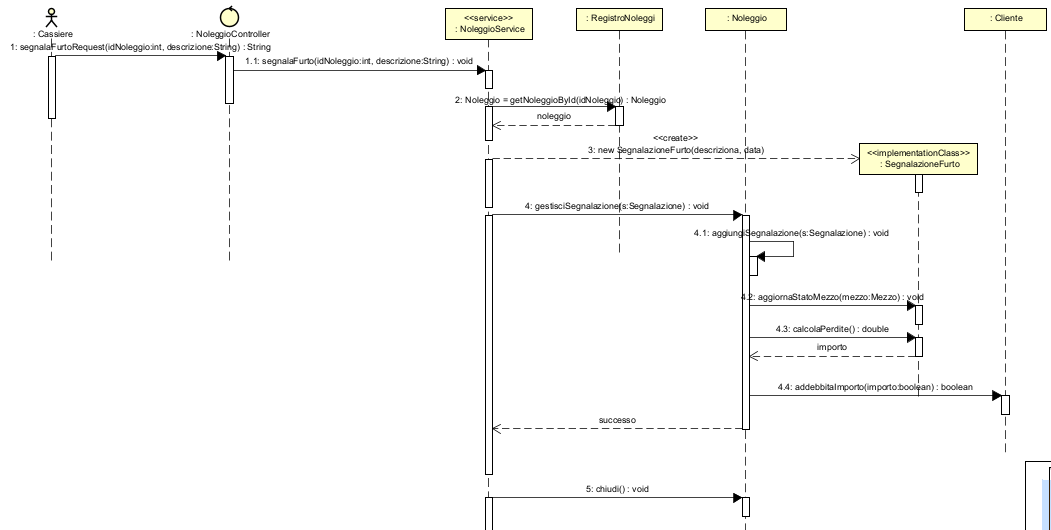 <<service>>
: NoleggioService
: RegistroNoleggi
: Noleggio
: Cliente
: Cassiere
: NoleggioController
1: segnalaFurtoRequest(idNoleggio:int, descrizione:String) : String
1.1: segnalaFurto(idNoleggio:int, descrizione:String) : void
2: Noleggio = getNoleggioById(idNoleggio) : Noleggio
noleggio
<<create>>
3: new SegnalazioneFurto(descriziona, data)
<<implementationClass>>
: SegnalazioneFurto
4: gestisciSegnalazione(s:Segnalazione) : void
4.1: aggiungiSegnalazione(s:Segnalazione) : void
4.2: aggiornaStatoMezzo(mezzo:Mezzo) : void
4.3: calcolaPerdite() : double
importo
4.4: addebbitaImporto(importo:boolean) : boolean
successo
5: chiudi() : void